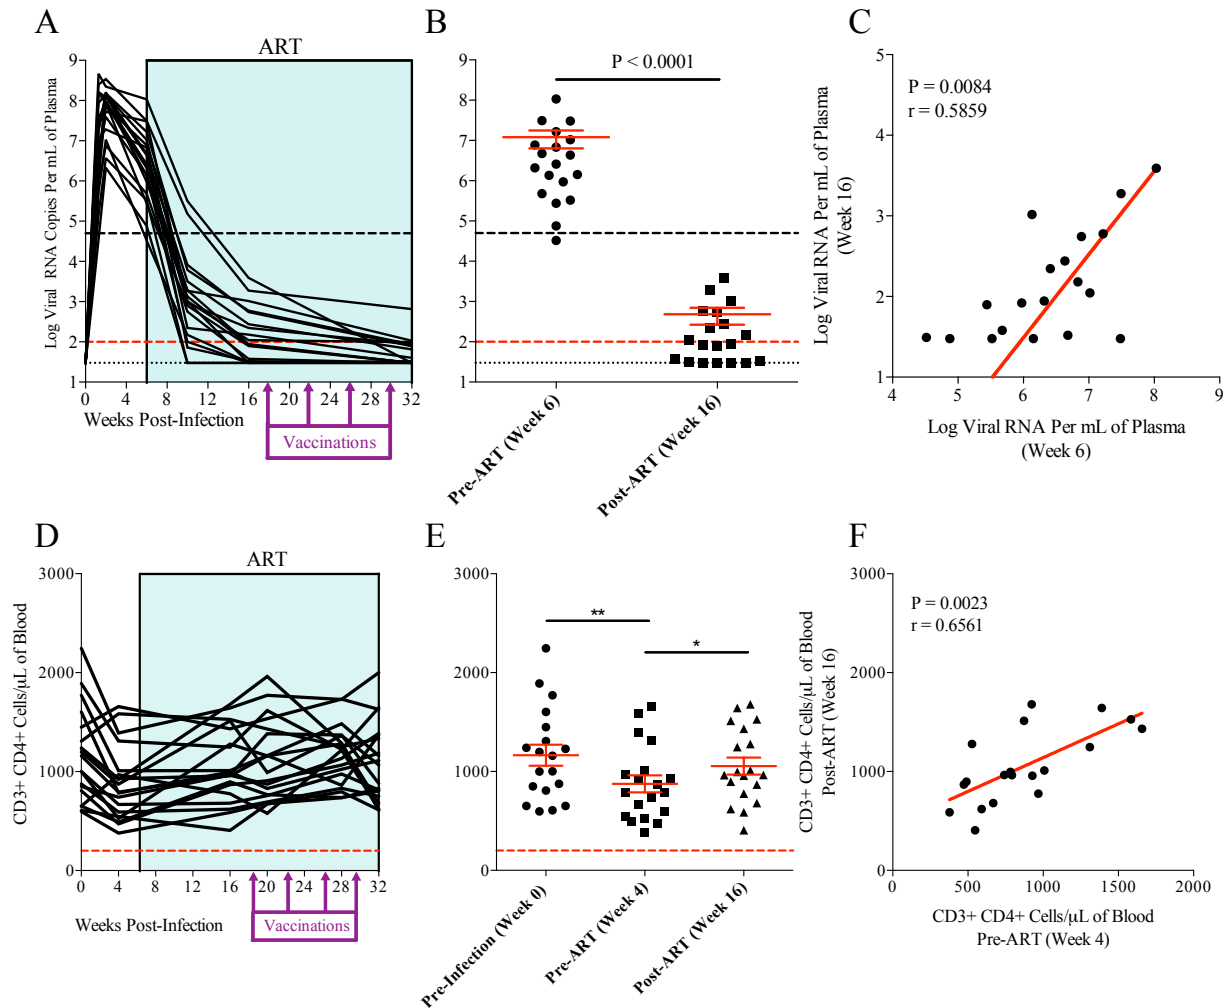 A
ART
Log Viral RNA Copies Per mL of Plasma
9
8
7
6
5
4
3
2
1
0 4 8 12 16 20 24 28 32
Weeks Post-Infection
Vaccinations
B
P < 0.0001
9
8
7
6
5
4
3
2
1
Log Viral RNA Per mL of Plasma
Pre-ART (Week 6)
Post-ART (Week 16)
C
P = 0.0084
r = 0.5859
Log Viral RNA Per mL of Plasma
(Week 16)
5
4
3
2
1
4 5 6 7 8 9
Log Viral RNA Per mL of Plasma
(Week 6)
D
ART
CD3+ CD4+ Cells/µL of Blood
3000
2000
1000
0
0 4 8 12 16 20 24 28 32
Weeks Post-Infection
Vaccinations
E
3000
2000
1000
0
**
*
Pre-Infection (Week 0)
Pre-ART (Week 4)
Post-ART (Week 16)
F
P = 0.0023
r = 0.6561
CD3+ CD4+ Cells/µL of Blood
Post-ART (Week 16)
3000
2000
1000
0
0 500 1000 1500 2000
CD3+ CD4+ Cells/µL of Blood
Pre-ART (Week 4)